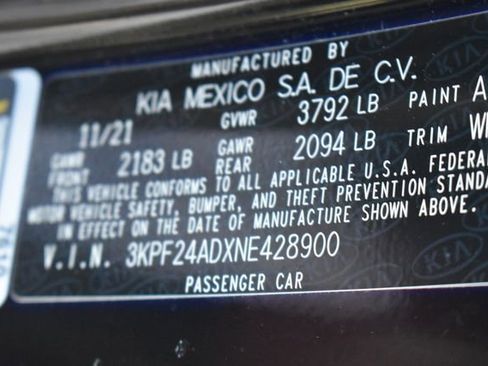 MANUFACTURED BY
KIA MEXICO S.A. DE C.V.
11/21 GVWR 3792 LB PAINT
GAWR FRONT 2183 LB GAWR REAR 2094 LB TRIM
THIS VEHICLE CONFORMS TO ALL APPLICABLE U.S.A. FEDERAL
MOTOR VEHICLE SAFETY, BUMPER, AND THEFT PREVENTION STANDA
IN EFFECT ON THE DATE OF MANUFACTURE SHOWN ABOVE.
V.I.N. 3KPF24ADXNE428900
PASSENGER CAR